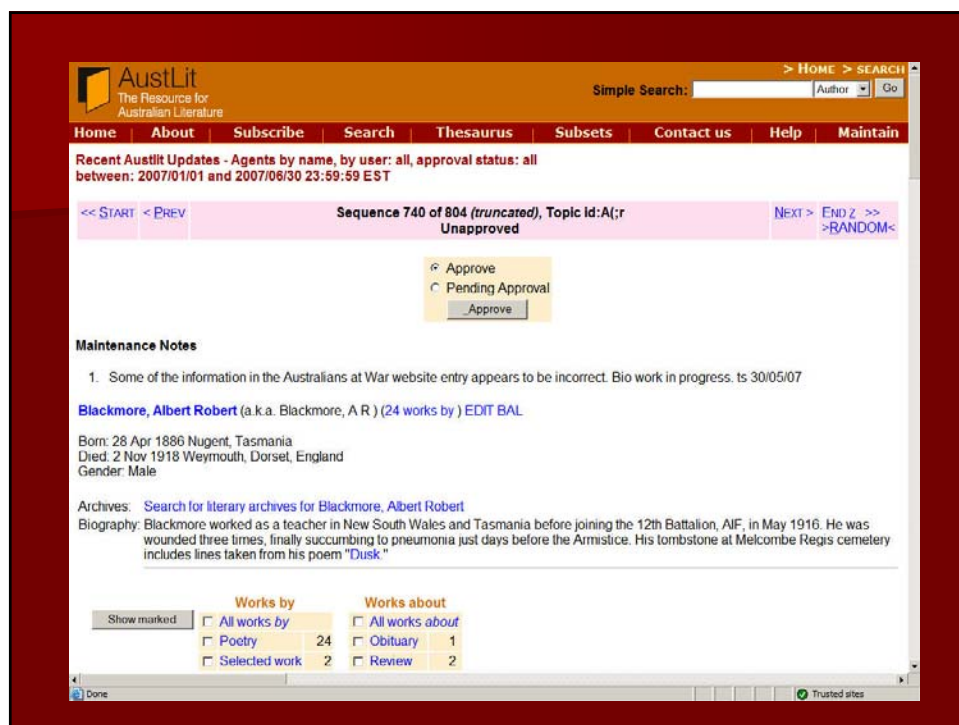 > HOME > SEARCH
AustLit
The Resource for
Australian Literature
Simple Search: Author Go
Home | About | Subscribe | Search | Thesaurus | Subsets | Contact us | Help | Maintain
Recent Austlit Updates - Agents by name, by user: all, approval status: all
between: 2007/01/01 and 2007/06/30 23:59:59 EST
<< START < PREV Sequence 740 of 804 (truncated), Topic id:A(;r NEXT > END Z >>
Unapproved >RANDOM<
Approve
Pending Approval
_Approve
Maintenance Notes
1. Some of the information in the Australians at War website entry appears to be incorrect. Bio work in progress. ts 30/05/07
Blackmore, Albert Robert (a.k.a. Blackmore, A R ) (24 works by ) EDIT BAL
Born: 28 Apr 1886 Nugent, Tasmania
Died: 2 Nov 1918 Weymouth, Dorset, England
Gender: Male
Archives: Search for literary archives for Blackmore, Albert Robert
Biography: Blackmore worked as a teacher in New South Wales and Tasmania before joining the 12th Battalion, AIF, in May 1916. He was
wounded three times, finally succumbing to pneumonia just days before the Armistice. His tombstone at Melcombe Regis cemetery
includes lines taken from his poem "Dusk."
Works by Works about
Show marked All works by All works about
Poetry 24 Obituary 1
Selected work 2 Review 2
Done Trusted sites